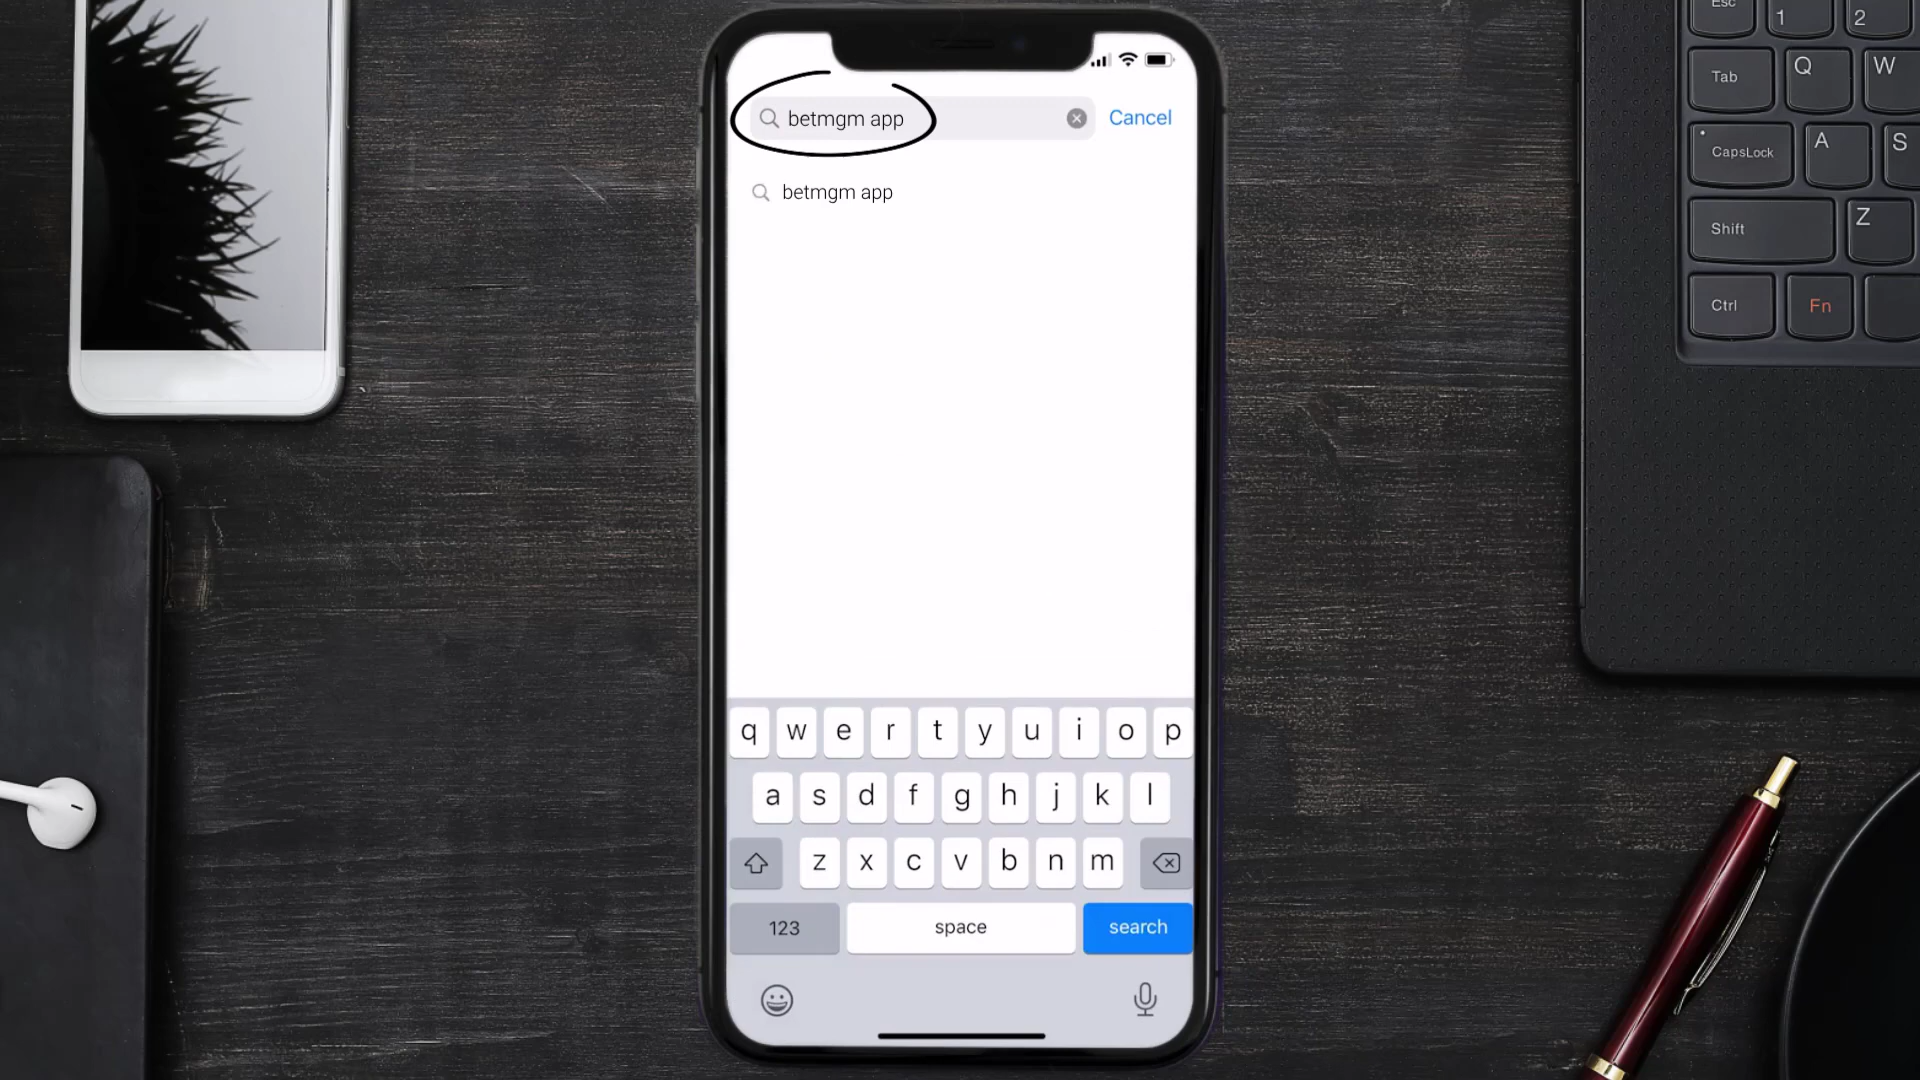 betmgm app
Cancel
betmgm app
q w e r t y u i o p
a s d f g h j k l
z x c v b n m
123 space search
Esc 1 2
Tab Q W
CapsLock A S
Shift Z
Ctrl Fn